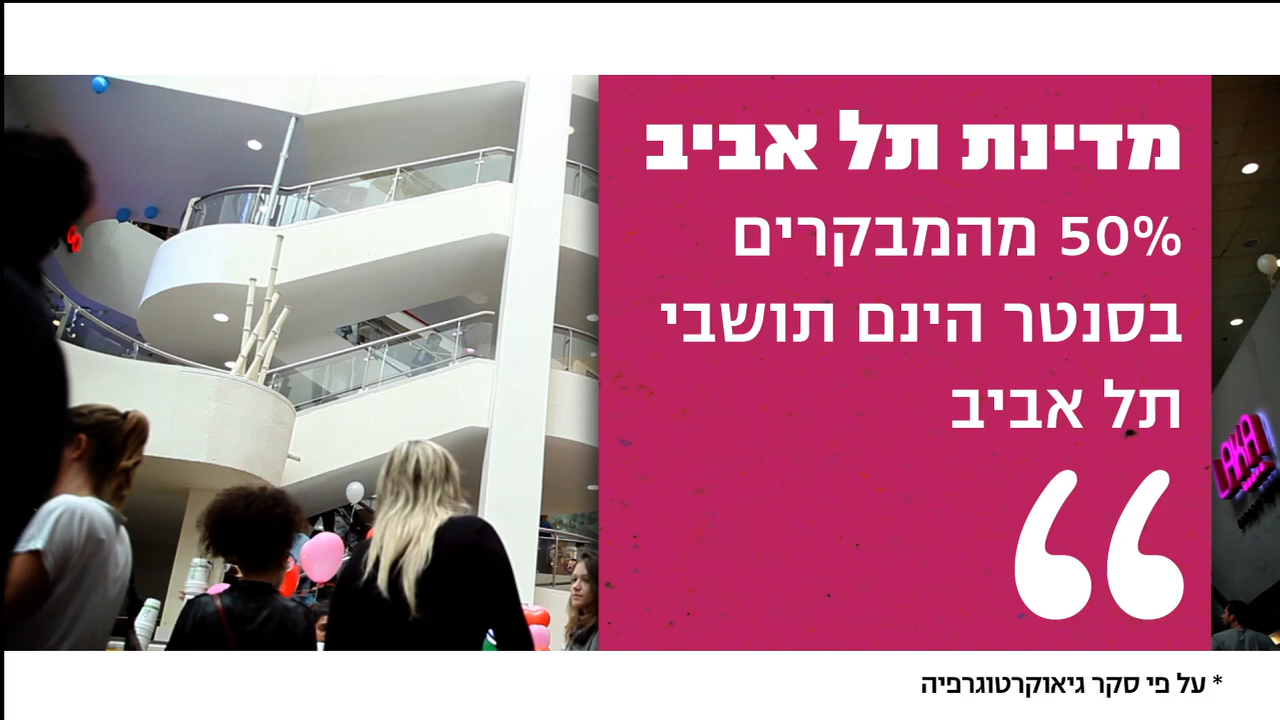 מדינת תל אביב
50% מהמבקרים
בסנטר הינם תושבי
תל אביב
* על פי סקר גיאוקרטוגרפיה